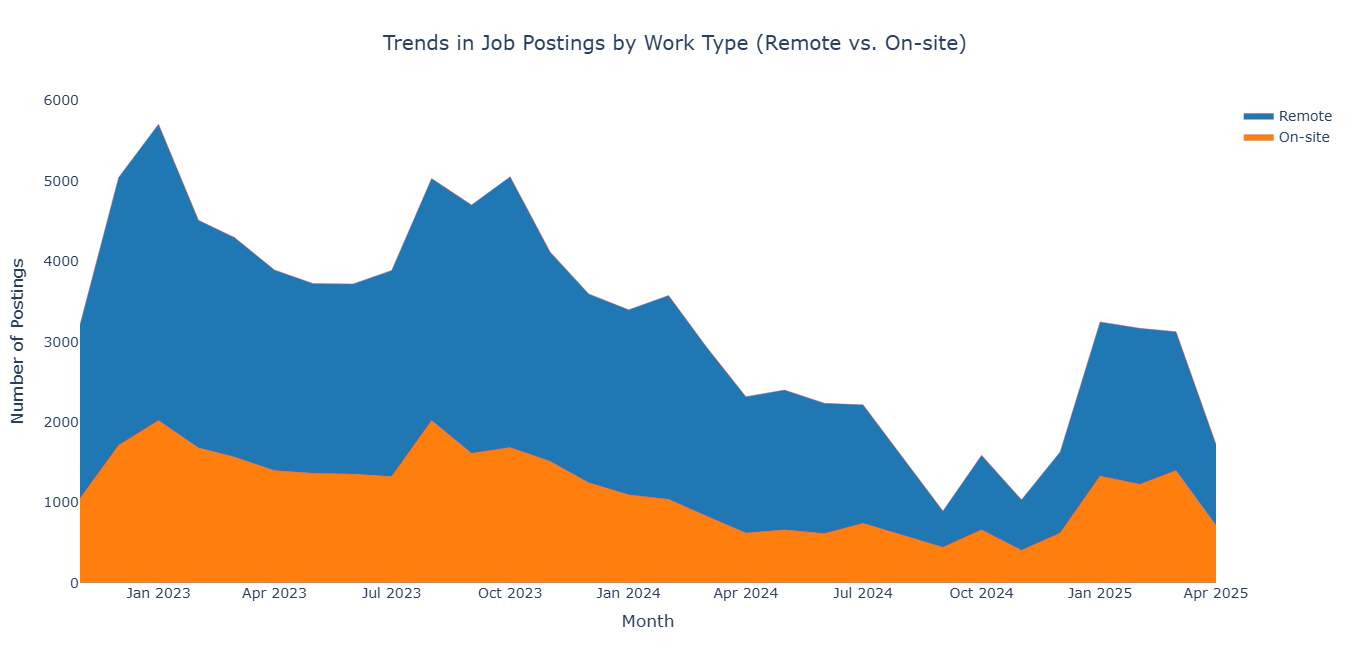 Trends in Job Postings by Work Type (Remote vs. On-site)
6000
5000
4000
3000
2000
1000
0
Number of Postings
Remote
On-site
Jan 2023
Apr 2023
Jul 2023
Oct 2023
Jan 2024
Apr 2024
Jul 2024
Oct 2024
Jan 2025
Apr 2025
Month